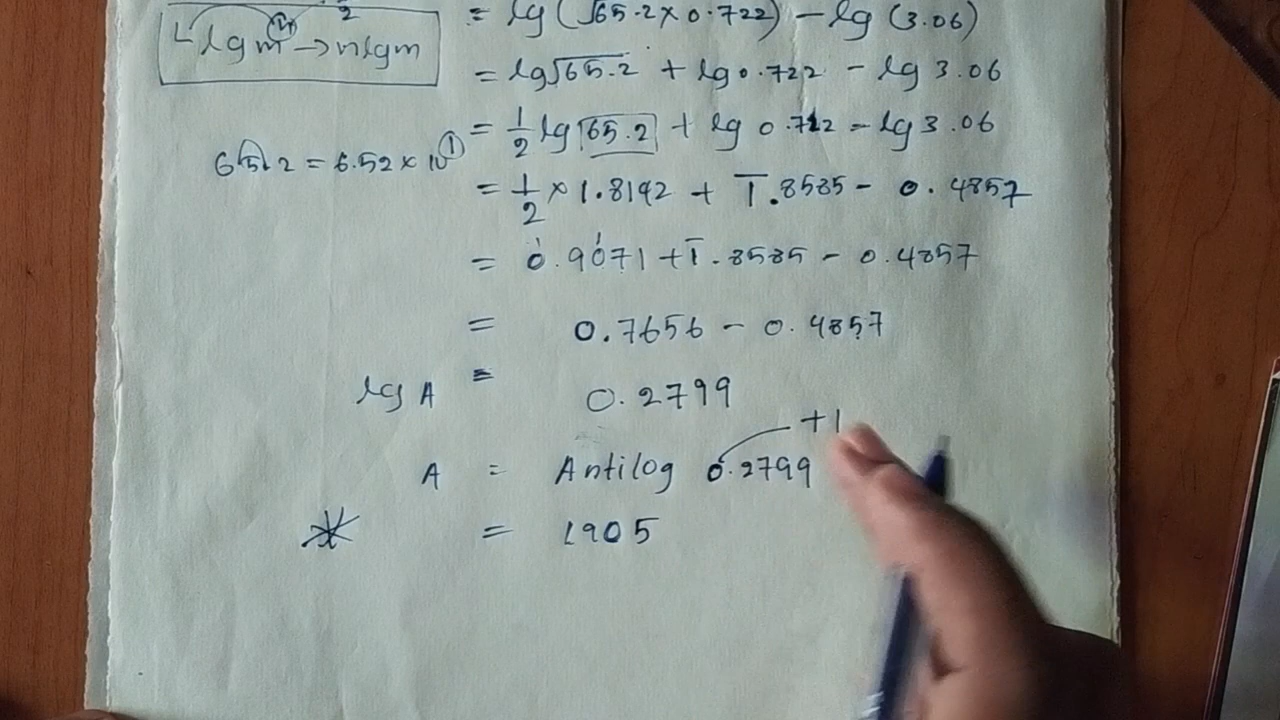 = lg (√65.2 × 0.722) − lg (3.06)
lg m → n lg m
= lg√65.2 + lg 0.722 − lg 3.06
= 1/2 lg 65.2 + lg 0.722 − lg 3.06
65.2 = 6.52 × 10^1
= 1/2 × 1.8142 + 1̅.8585 − 0.4857
= 0.9071 + 1̅.8585 − 0.4857
= 0.7656 − 0.4857
lg A = 0.2799
+1
A = Antilog 0.2799
= 1905